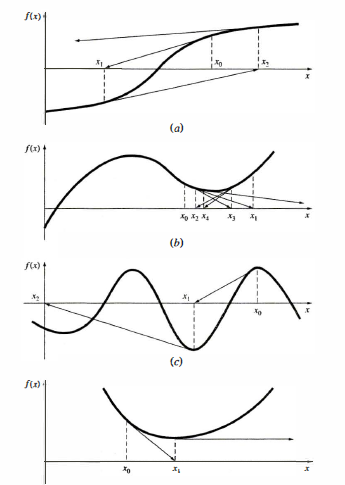 f(x)
x₁ x₀ x₂ x
(a)
f(x)
x₀ x₂ x₄ x₃ x₁ x
(b)
f(x)
x₂ x₁ x₀ x
(c)
f(x)
x₀ x₁ x